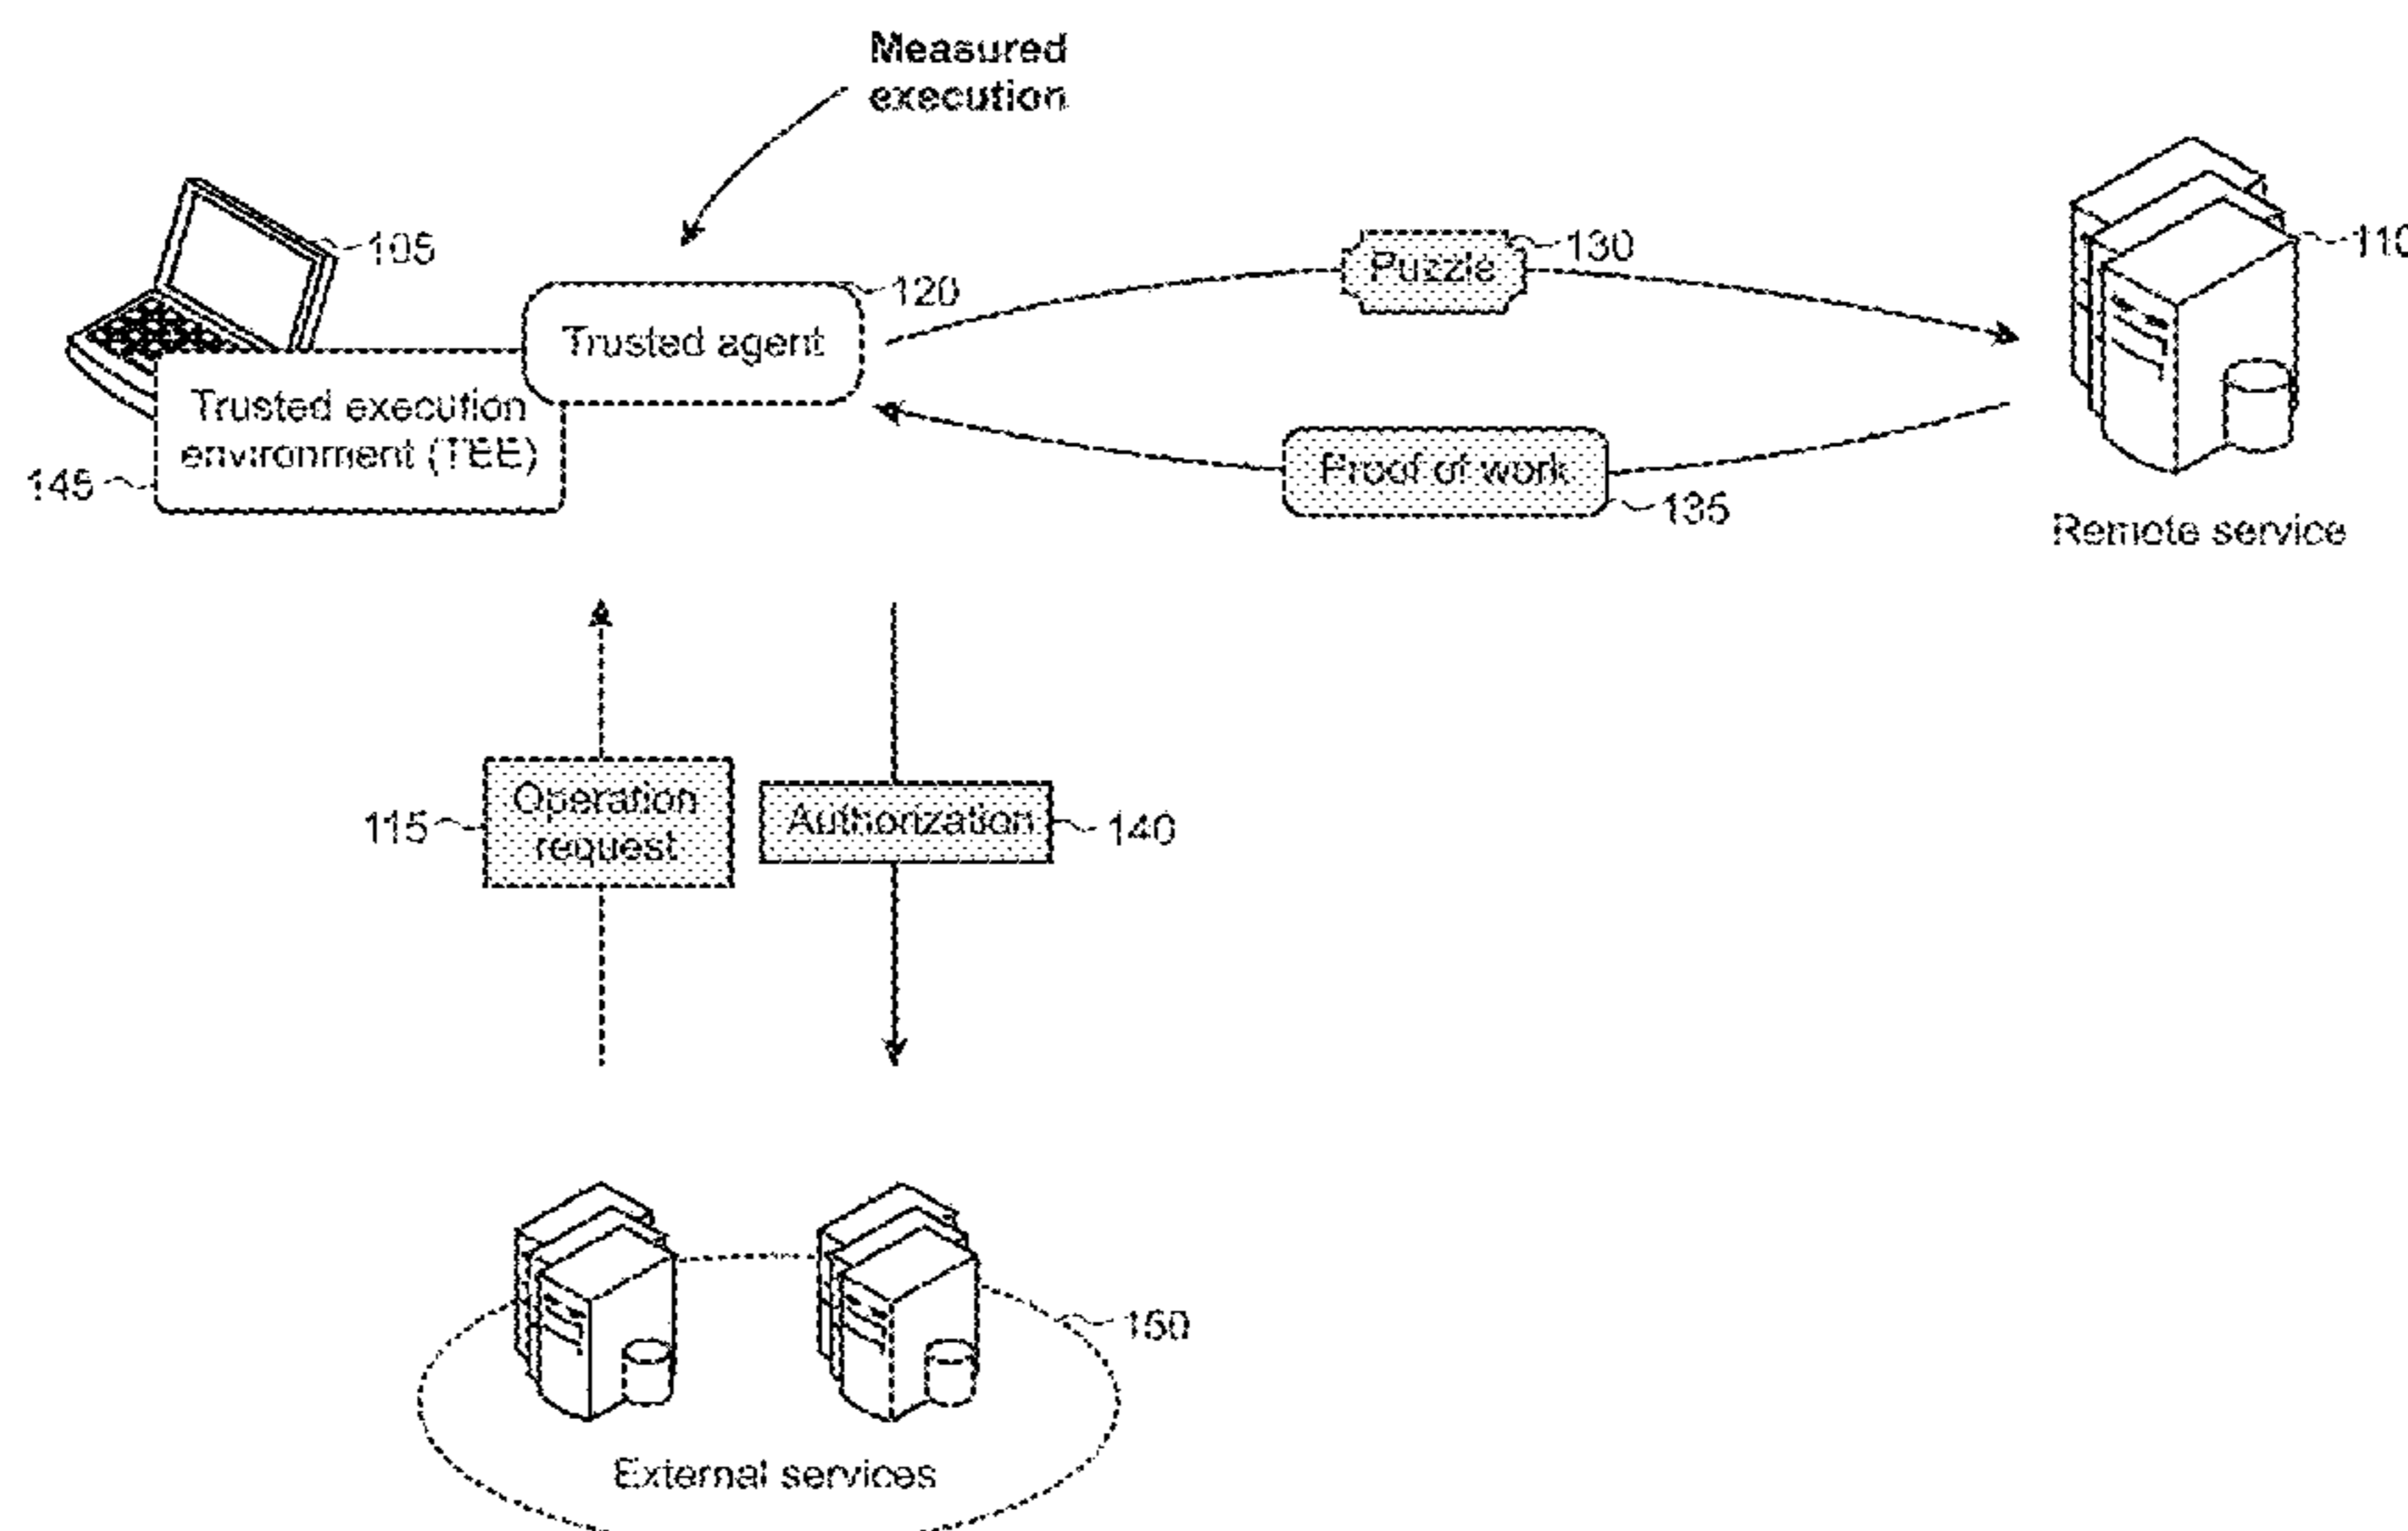 Measured
execution
105
120
Trusted agent
130
Puzzle
110
Trusted execution
environment (TEE)
145
Proof of work
135
Remote service
Operation
request
115
Authorization
140
150
External services